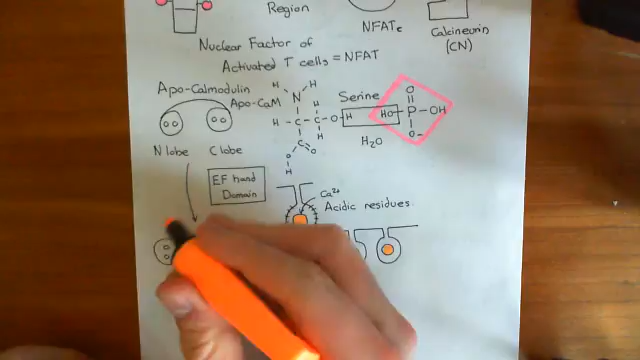 Region
NFATc
Calcineurin
(CN)
Nuclear Factor of
Activated T cells = NFAT
Apo-Calmodulin
Apo-CaM
N lobe
C lobe
EF hand
Domain
H
H
N
Serine
H
H
C
C
O
H
H
HO
P
OH
O
O-
H₂O
C
O
O
H
Ca²⁺
Acidic residues